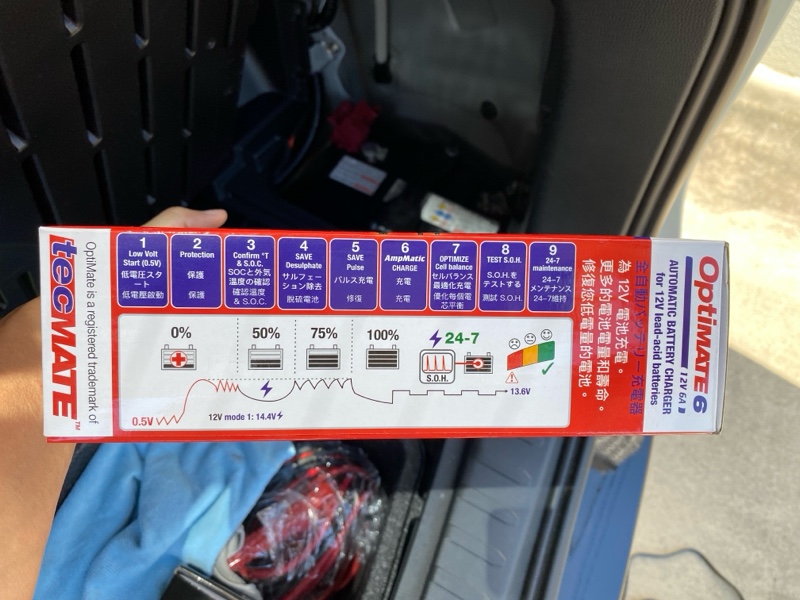 tecMATE™
OptiMate is a registered trademark of
1
Low Volt
Start (0.5V)
低電圧スタ
ート
低電壓啟動
2
Protection
保護
保護
3
Confirm °T
& S.O.C.
SOCと外気
温度の確認
確認溫度
& S.O.C.
4
SAVE
Desulphate
サルフェー
ション除去
脫硫電池
5
SAVE
Pulse
パルス充電
修復
6
AmpMatic
CHARGE
充電
充電
7
OPTIMIZE
Cell balance
セルバランス
最適化充電
優化每個電
芯平衡
8
TEST S.O.H.
S.O.H.を
テストする
測試 S.O.H.
9
24-7
maintenance
24-7
メンテナンス
24-7維持
0%
50%
75%
100%
24-7
S.O.H.
0.5V
12V mode 1: 14.4V
13.6V
全自動バッテリー充電器
為 12V 電池充電。
更多的電池電量和壽命。
修復您低電量的電池。
OptiMATE 6
12V 6A
AUTOMATIC BATTERY CHARGER
for 12V lead-acid batteries